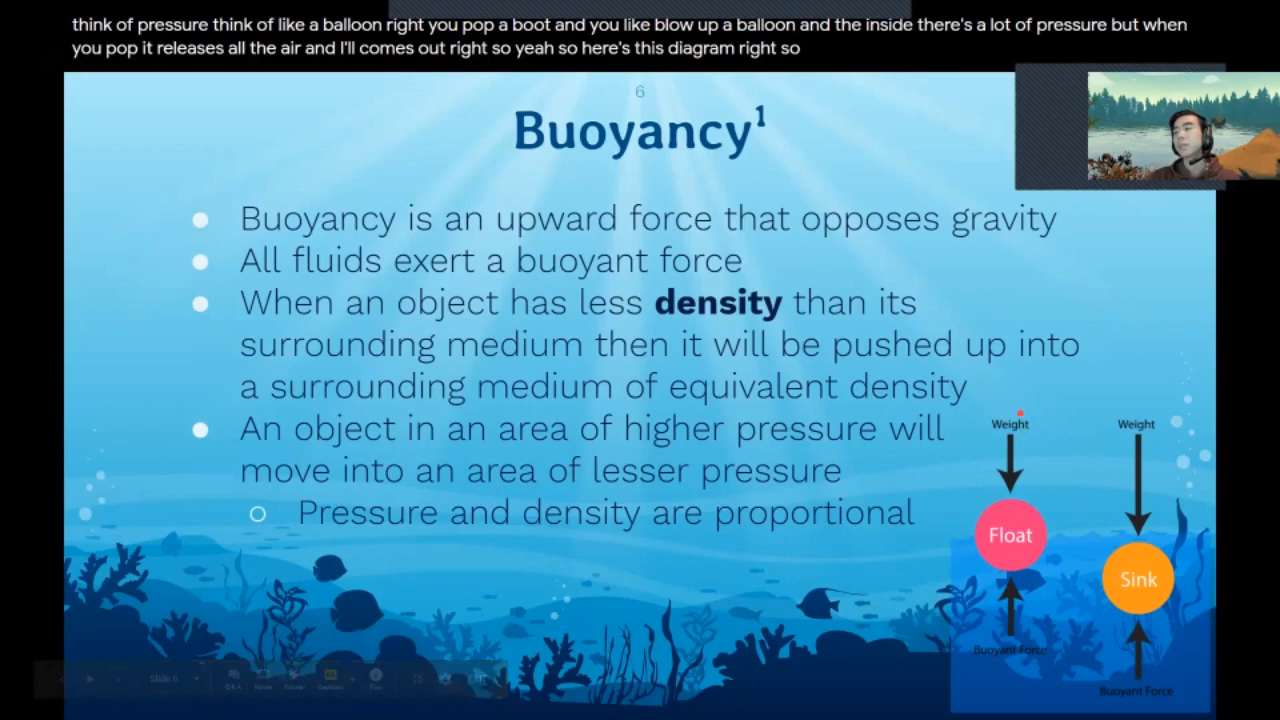 think of pressure think of like a balloon right you pop a boot and you like blow up a balloon and the inside there's a lot of pressure but when
you pop it releases all the air and I'll comes out right so yeah so here's this diagram right so
6
Buoyancy¹
Buoyancy is an upward force that opposes gravity
All fluids exert a buoyant force
When an object has less density than its
surrounding medium then it will be pushed up into
a surrounding medium of equivalent density
An object in an area of higher pressure will
move into an area of lesser pressure
Pressure and density are proportional
Weight
Weight
Float
Sink
Buoyant Force
Buoyant Force
Slide 6
Q&A
Notes
Pointer
Captions